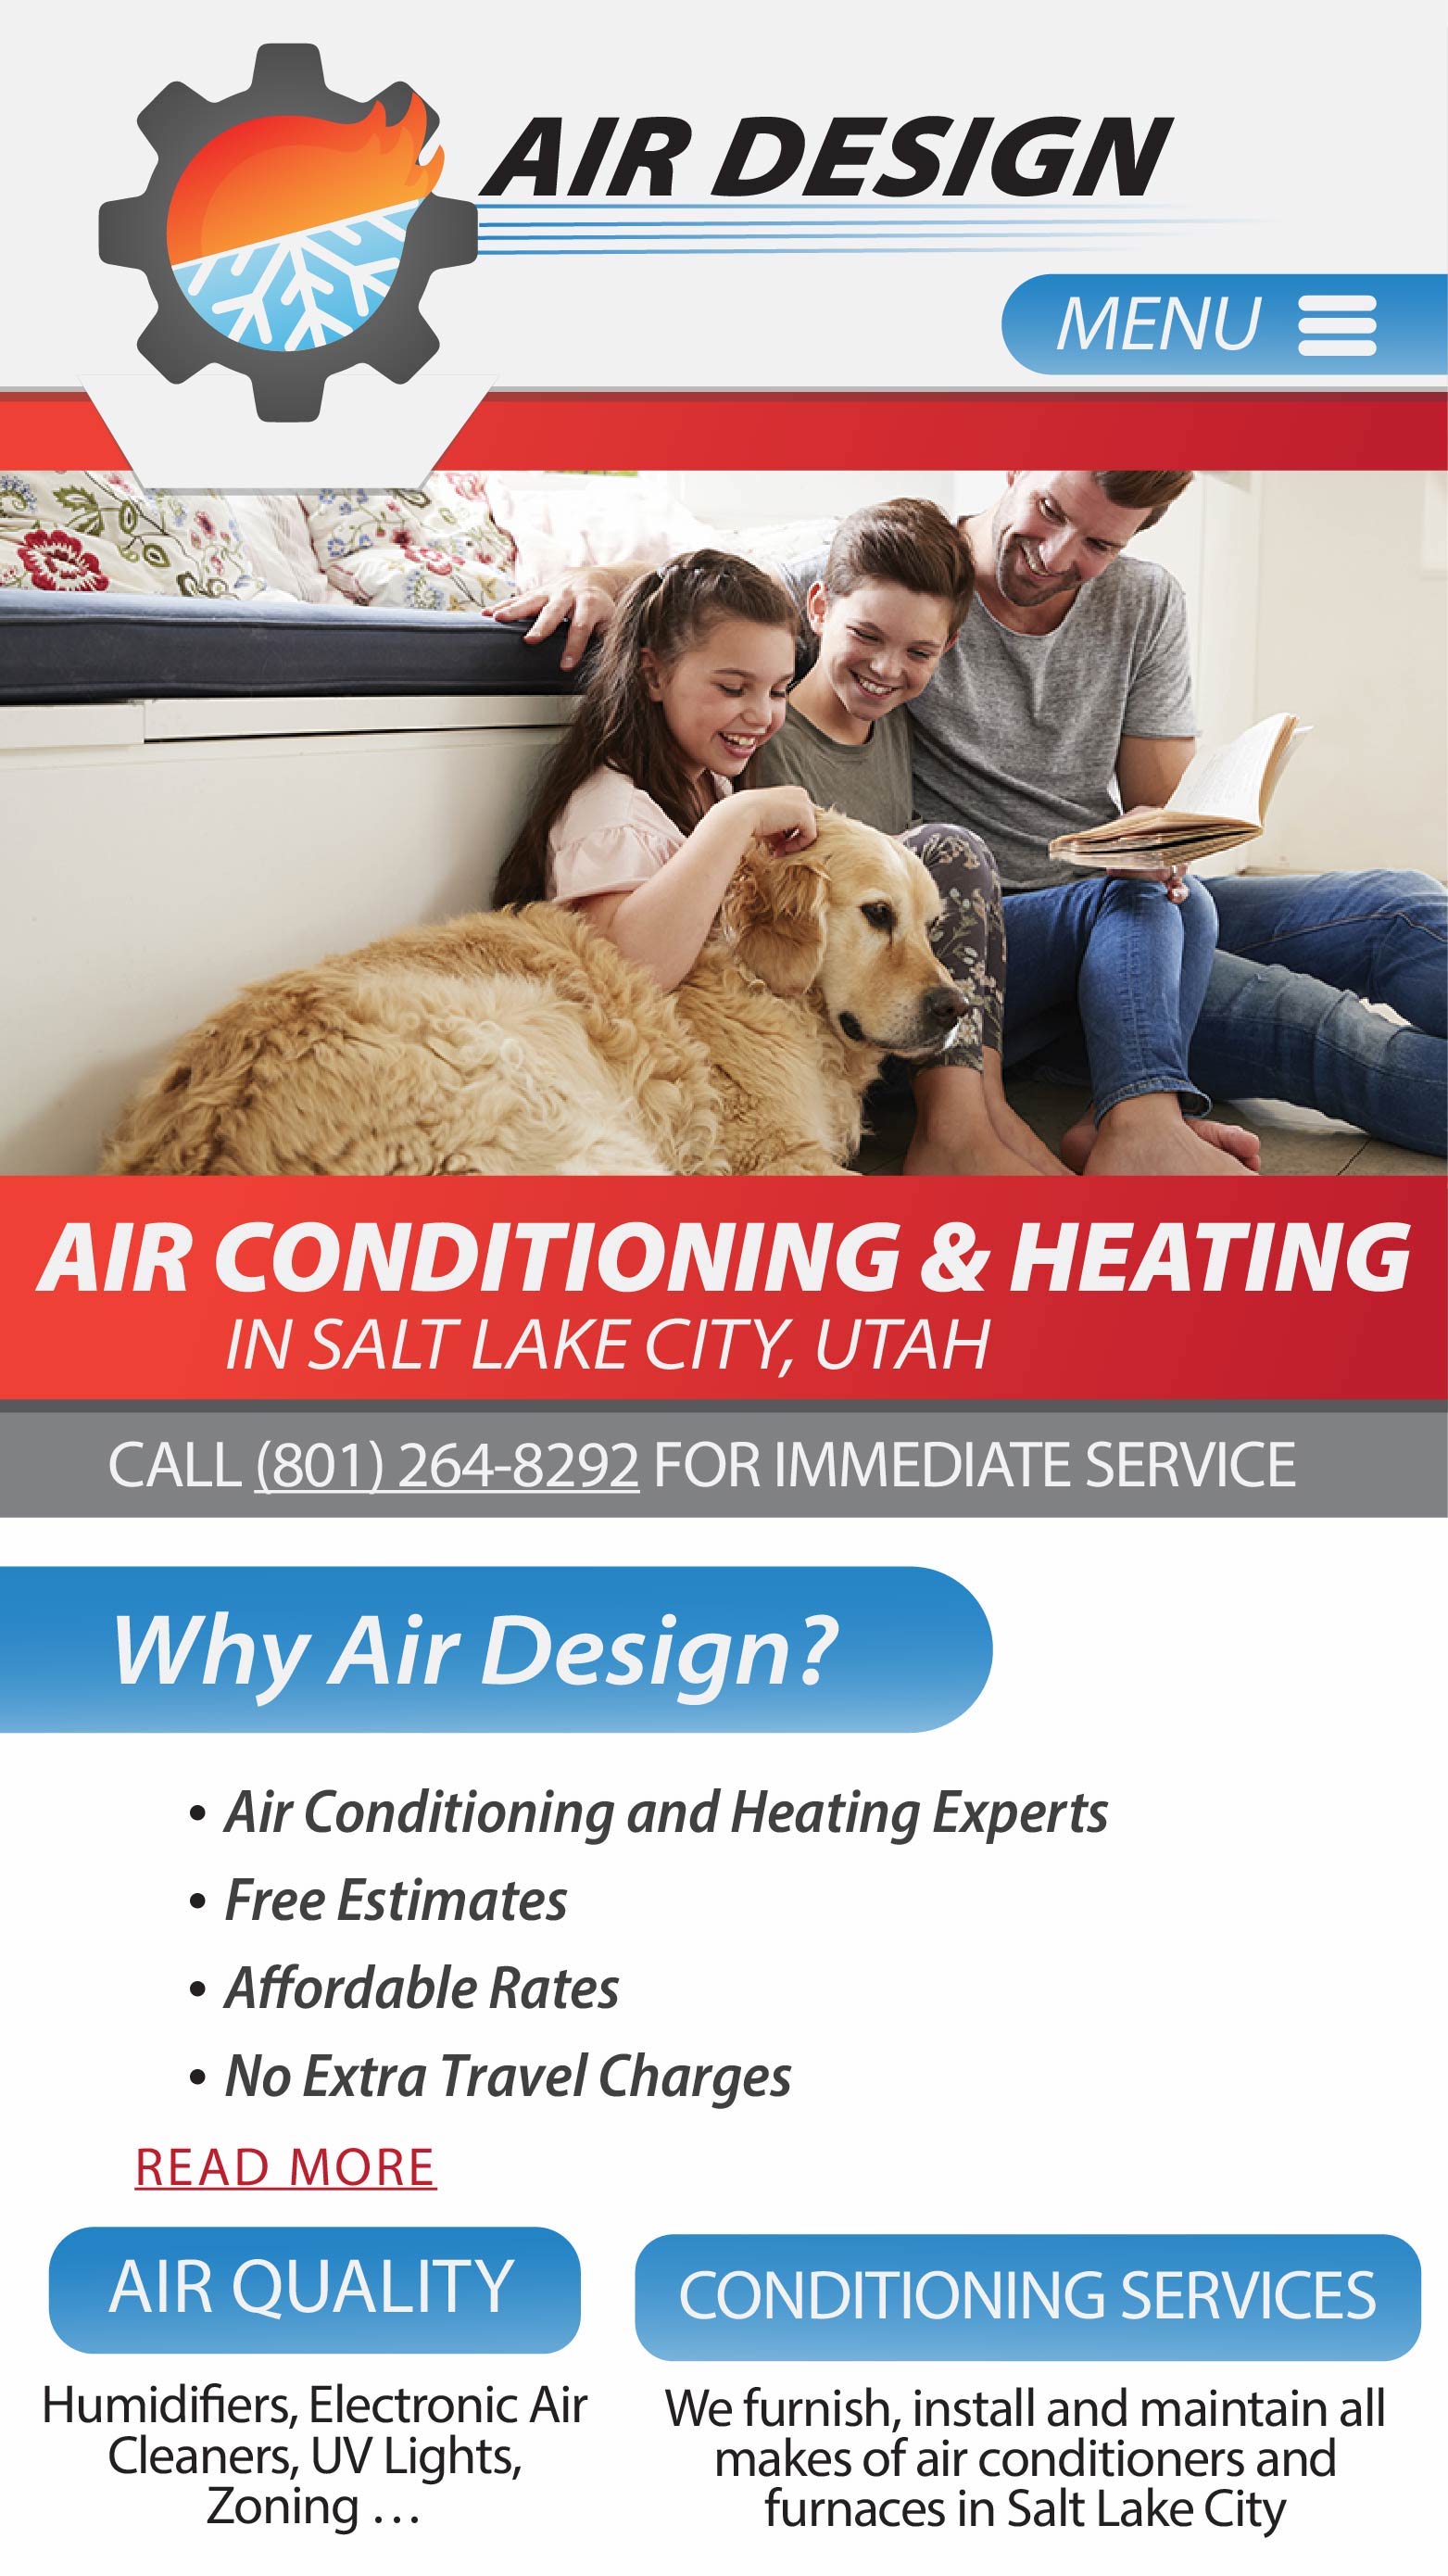 AIR DESIGN
MENU
AIR CONDITIONING & HEATING
IN SALT LAKE CITY, UTAH
CALL (801) 264-8292 FOR IMMEDIATE SERVICE
Why Air Design?
• Air Conditioning and Heating Experts
• Free Estimates
• Affordable Rates
• No Extra Travel Charges
READ MORE
AIR QUALITY
Humidifiers, Electronic Air
Cleaners, UV Lights,
Zoning ...
CONDITIONING SERVICES
We furnish, install and maintain all
makes of air conditioners and
furnaces in Salt Lake City